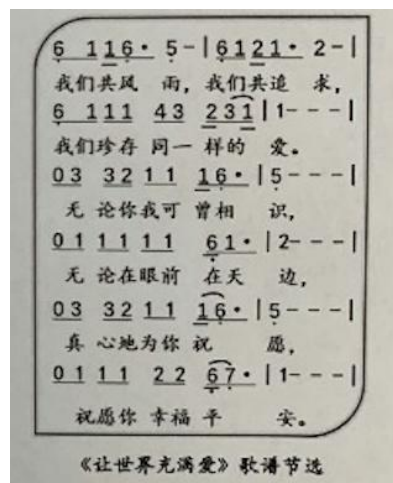 6 1 1 6· 5 - | 6 1 2 1· 2 - |
我们共风 雨，我们共追 求，
6 1 1 1 4 3 2 3 1 | 1 - - - |
我们珍存 同一 样的 爱。
0 3 3 2 1 1 1 6· | 5 - - - |
无 论你我可 曾相 识，
0 1 1 1 1 1 6 1· | 2 - - - |
无 论在眼前 在天 边，
0 3 3 2 1 1 1 6· | 5 - - - |
真 心地为你 祝 愿，
0 1 1 1 2 2 6 7· | 1 - - - |
祝愿你 幸福 平 安。
《让世界充满爱》歌谱节选